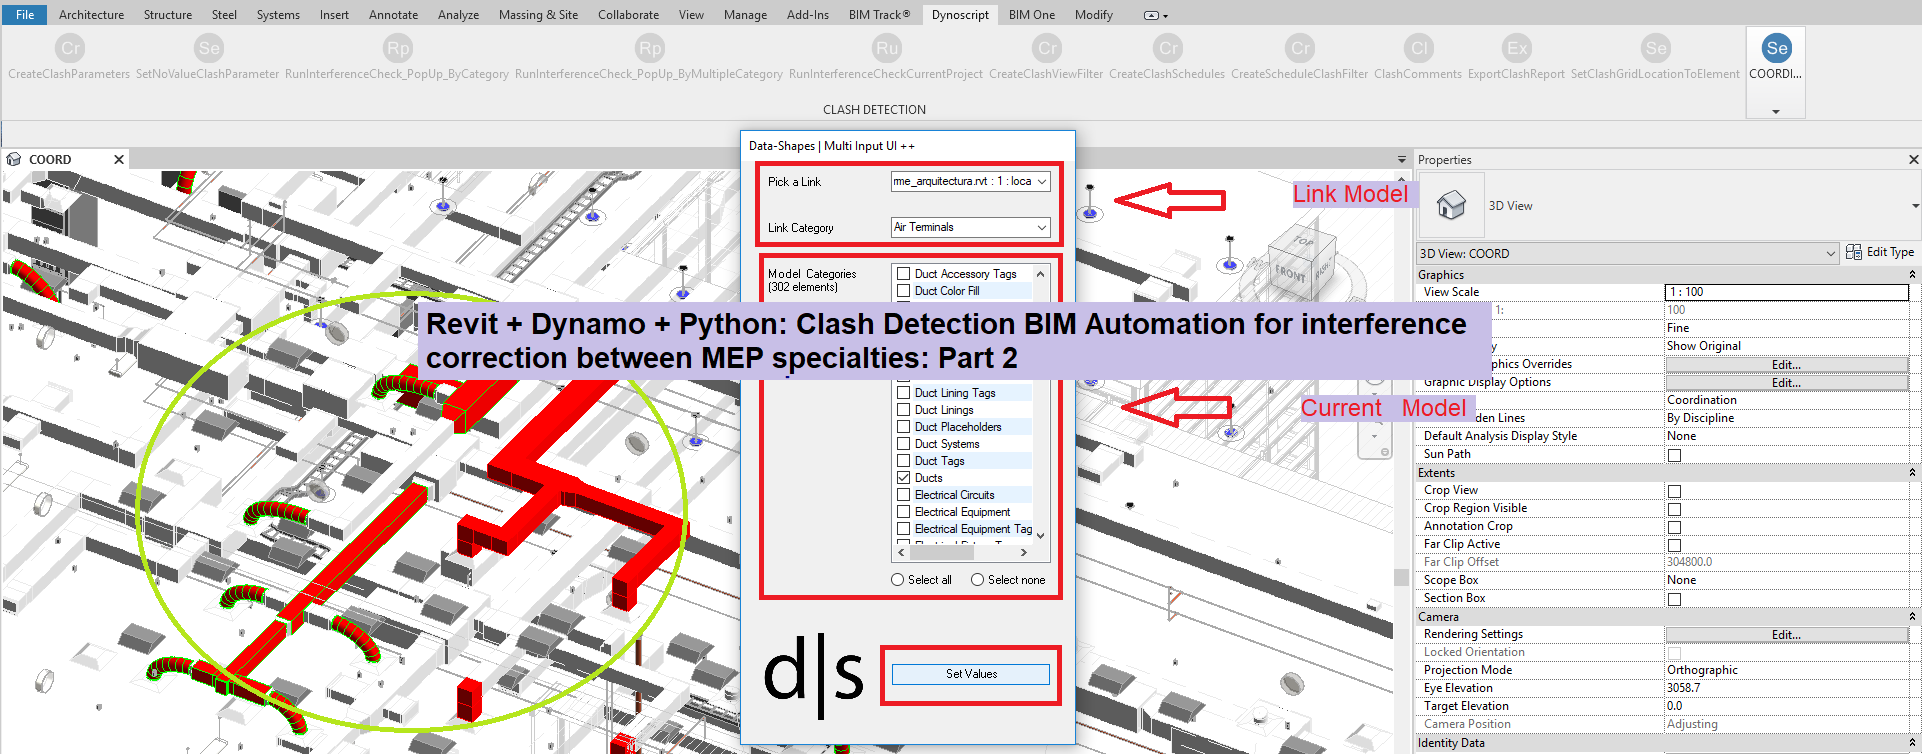 File Architecture Structure Steel Systems Insert Annotate Analyze Massing & Site Collaborate View Manage Add-Ins BIM Track® Dynoscript BIM One Modify
Cr Se Rp Rp Ru Cr Cr Cr Cl Ex Se Se
CreateClashParameters SetNoValueClashParameter RunInterferenceCheck_PopUp_ByCategory RunInterferenceCheck_PopUp_ByMultipleCategory RunInterferenceCheckCurrentProject CreateClashViewFilter CreateClashSchedules CreateScheduleClashFilter ClashComments ExportClashReport SetClashGridLocationToElement COORDI...
CLASH DETECTION
COORD
Data-Shapes | Multi Input UI ++
Pick a Link
rme_arquitectura.rvt : 1 : loca
Link Category
Air Terminals
Link Model
Model Categories
(302 elements)
Duct Accessory Tags
Duct Color Fill
Revit + Dynamo + Python: Clash Detection BIM Automation for interference
correction between MEP specialties: Part 2
Duct Lining Tags
Duct Linings
Duct Placeholders
Duct Systems
Duct Tags
Ducts
Electrical Circuits
Electrical Equipment
Electrical Equipment Tag
Select all Select none
Current Model
d|s
Set Values
TOP
FRONT
Properties
3D View
3D View: COORD
Edit Type
Graphics
View Scale 1 : 100
1: 100
Fine
Show Original
Edit...
Graphic Display Options Edit...
Coordination
By Discipline
Default Analysis Display Style None
Sun Path
Extents
Crop View
Crop Region Visible
Annotation Crop
Far Clip Active
Far Clip Offset 304800.0
Scope Box None
Section Box
Camera
Rendering Settings Edit...
Locked Orientation
Projection Mode Orthographic
Eye Elevation 3058.7
Target Elevation 0.0
Camera Position Adjusting
Identity Data